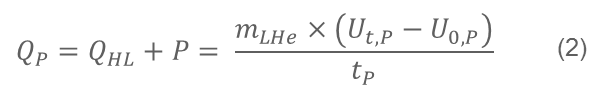 Q_P = Q_HL + P = m_LHe × (U_t,P − U_0,P) / t_P (2)